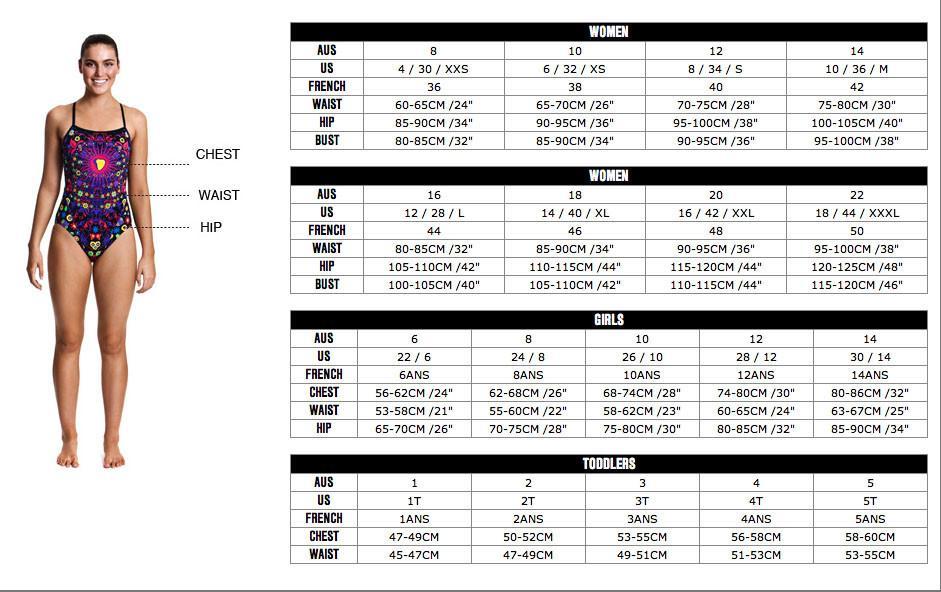 CHEST
WAIST
HIP
WOMEN
AUS 8 10 12 14
US 4 / 30 / XXS 6 / 32 / XS 8 / 34 / S 10 / 36 / M
FRENCH 36 38 40 42
WAIST 60-65CM /24" 65-70CM /26" 70-75CM /28" 75-80CM /30"
HIP 85-90CM /34" 90-95CM /36" 95-100CM /38" 100-105CM /40"
BUST 80-85CM /32" 85-90CM /34" 90-95CM /36" 95-100CM /38"
WOMEN
AUS 16 18 20 22
US 12 / 28 / L 14 / 40 / XL 16 / 42 / XXL 18 / 44 / XXXL
FRENCH 44 46 48 50
WAIST 80-85CM /32" 85-90CM /34" 90-95CM /36" 95-100CM /38"
HIP 105-110CM /42" 110-115CM /44" 115-120CM /44" 120-125CM /48"
BUST 100-105CM /40" 105-110CM /42" 110-115CM /44" 115-120CM /46"
GIRLS
AUS 6 8 10 12 14
US 22 / 6 24 / 8 26 / 10 28 / 12 30 / 14
FRENCH 6ANS 8ANS 10ANS 12ANS 14ANS
CHEST 56-62CM /24" 62-68CM /26" 68-74CM /28" 74-80CM /30" 80-86CM /32"
WAIST 53-58CM /21" 55-60CM /22" 58-62CM /23" 60-65CM /24" 63-67CM /25"
HIP 65-70CM /26" 70-75CM /28" 75-80CM /30" 80-85CM /32" 85-90CM /34"
TODDLERS
AUS 1 2 3 4 5
US 1T 2T 3T 4T 5T
FRENCH 1ANS 2ANS 3ANS 4ANS 5ANS
CHEST 47-49CM 50-52CM 53-55CM 56-58CM 58-60CM
WAIST 45-47CM 47-49CM 49-51CM 51-53CM 53-55CM